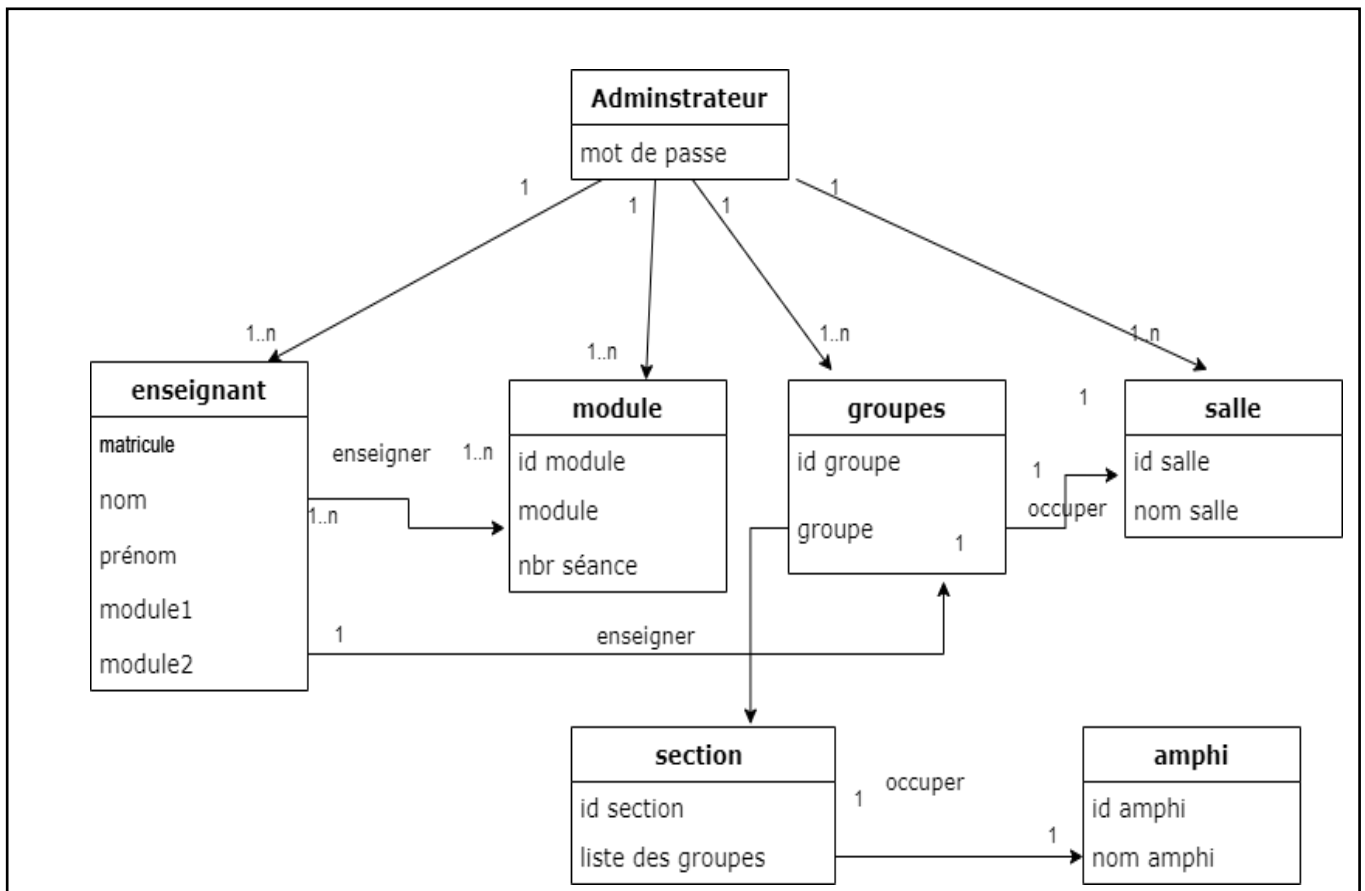 Adminstrateur
mot de passe
1
1
1
1
1..n
1..n
1..n
1..n
enseignant
matricule
nom
prénom
module1
module2
enseigner
1..n
1..n
module
id module
module
nbr séance
groupes
id groupe
groupe
1
1
1
occuper
salle
id salle
nom salle
1
enseigner
section
id section
liste des groupes
1
occuper
1
amphi
id amphi
nom amphi